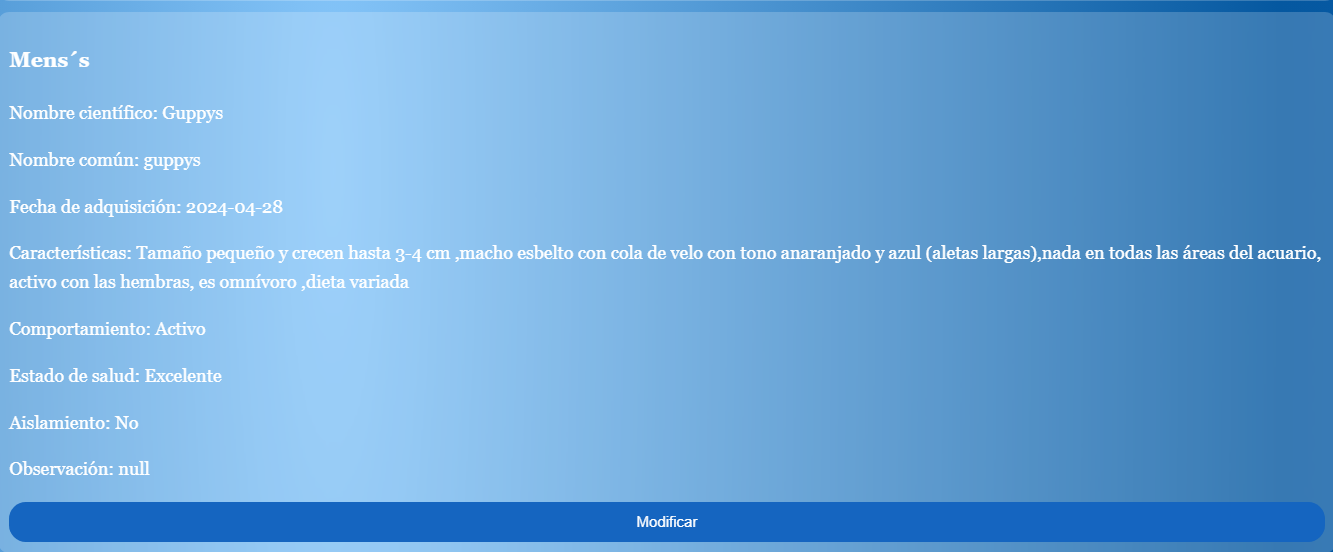 Mens´s
Nombre científico: Guppys
Nombre común: guppys
Fecha de adquisición: 2024-04-28
Características: Tamaño pequeño y crecen hasta 3-4 cm ,macho esbelto con cola de velo con tono anaranjado y azul (aletas largas),nada en todas las áreas del acuario,
activo con las hembras, es omnívoro ,dieta variada
Comportamiento: Activo
Estado de salud: Excelente
Aislamiento: No
Observación: null
Modificar